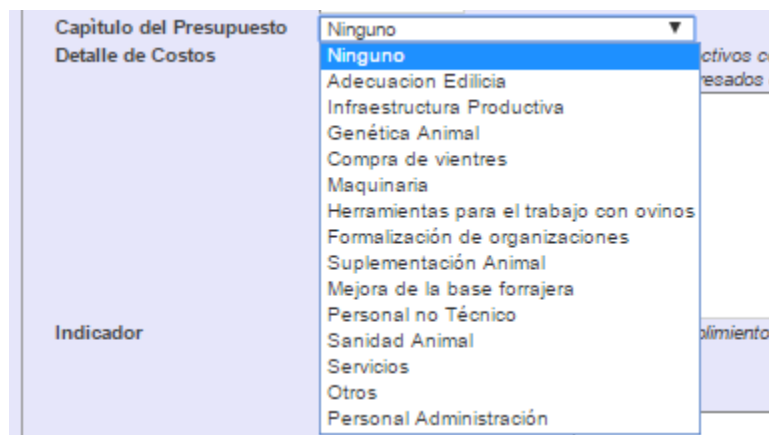 Capìtulo del Presupuesto
Ninguno
Detalle de Costos
Ninguno
Adecuacion Edilicia
Infraestructura Productiva
Genética Animal
Compra de vientres
Maquinaria
Herramientas para el trabajo con ovinos
Formalización de organizaciones
Suplementación Animal
Mejora de la base forrajera
Personal no Técnico
Indicador
Sanidad Animal
Servicios
Otros
Personal Administración